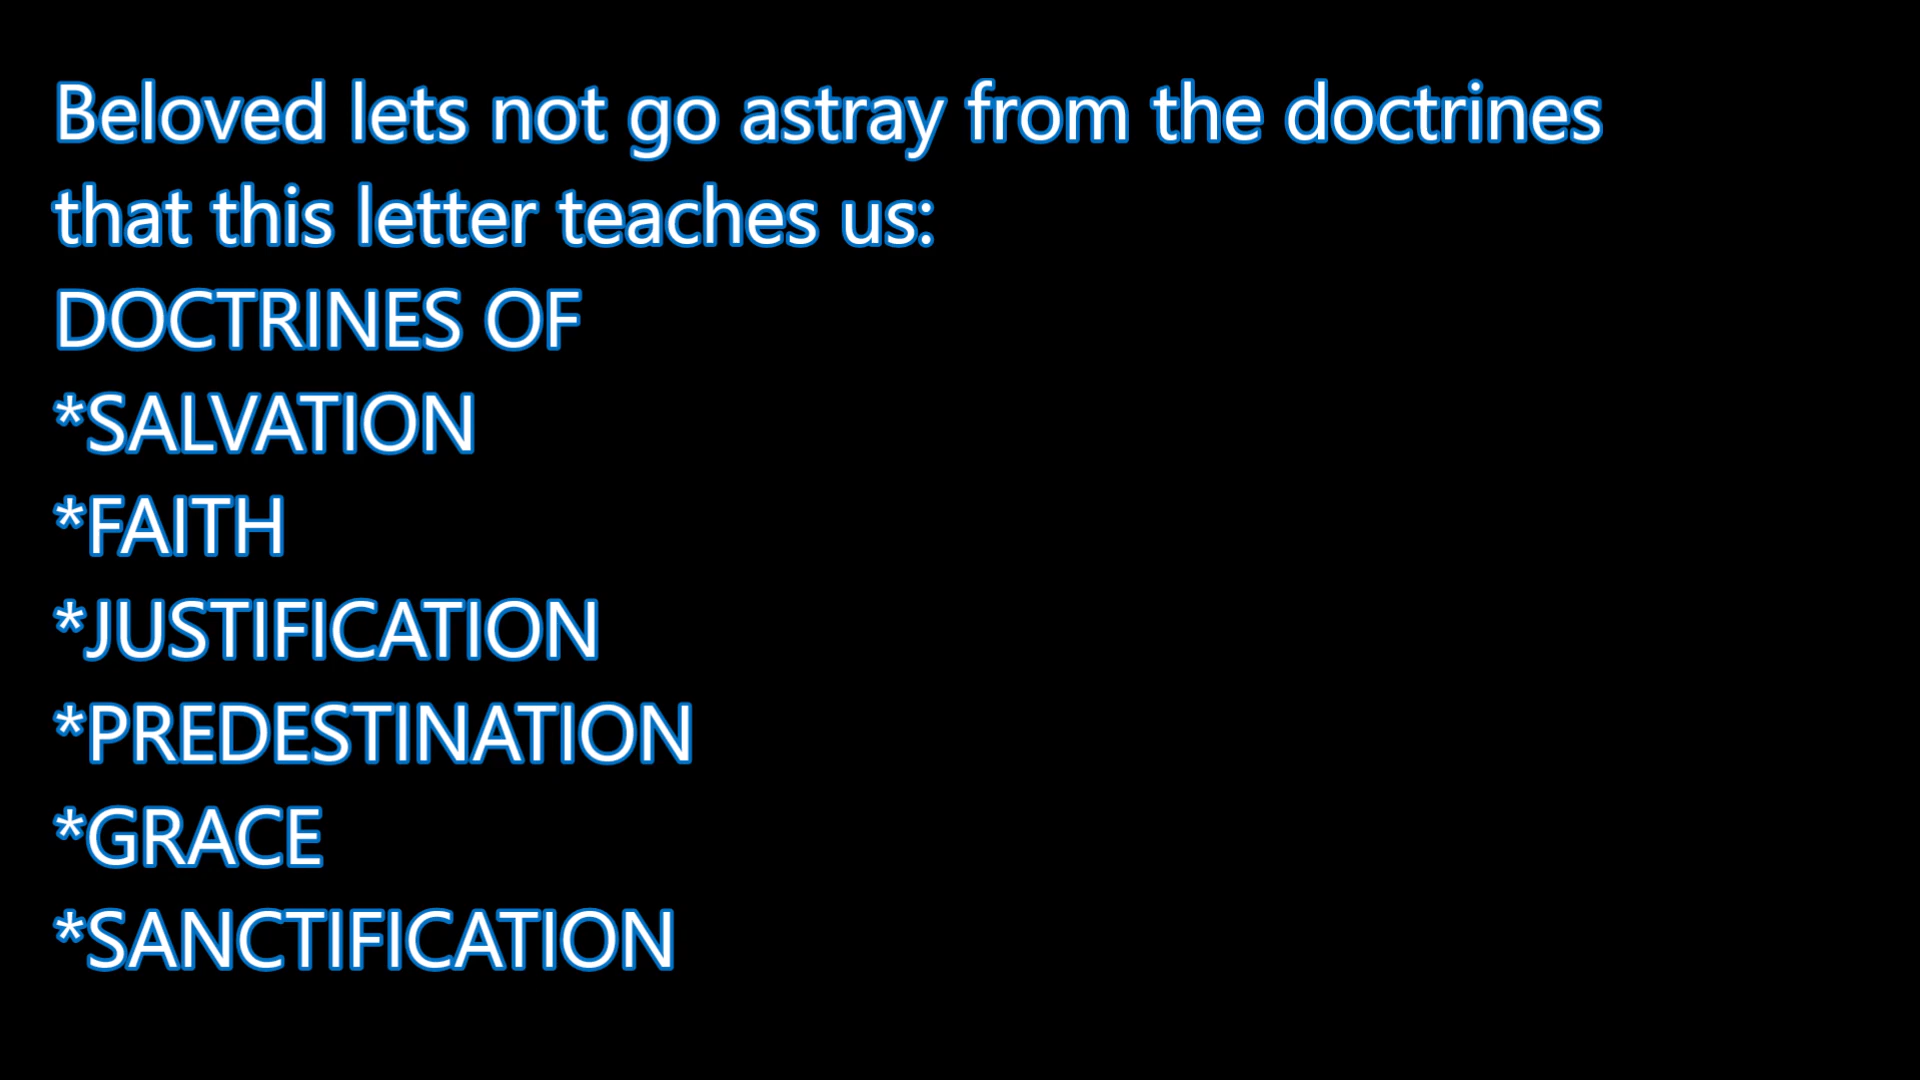 Beloved lets not go astray from the doctrines
that this letter teaches us:
DOCTRINES OF
*SALVATION
*FAITH
*JUSTIFICATION
*PREDESTINATION
*GRACE
*SANCTIFICATION